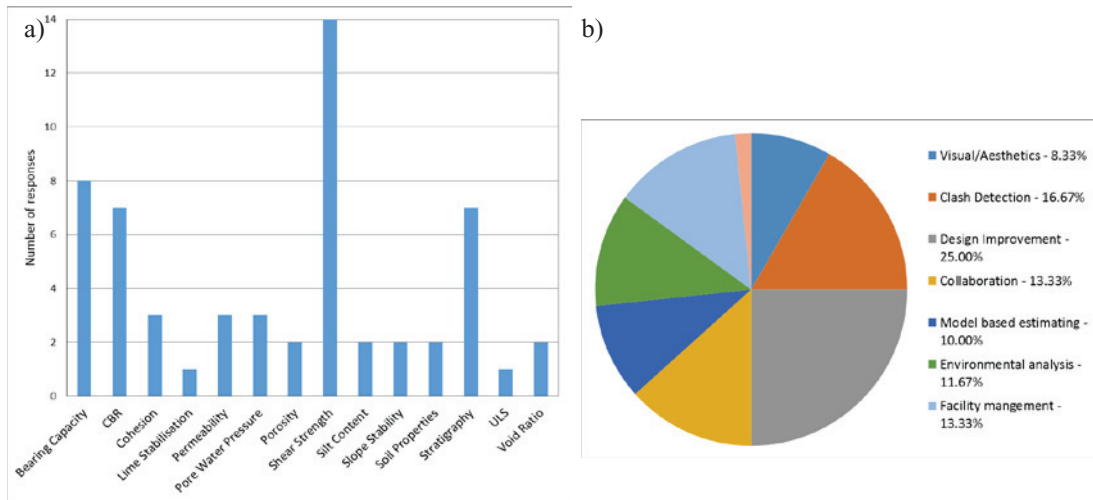 a)
b)
Number of responses
14
12
10
8
6
4
2
0
Bearing Capacity
CBR
Cohesion
Lime Stabilisation
Permeability
Pore Water Pressure
Porosity
Shear Strength
Silt Content
Slope Stability
Soil Properties
Stratigraphy
ULS
Void Ratio
Visual/Aesthetics - 8.33%
Clash Detection - 16.67%
Design Improvement -
25.00%
Collaboration - 13.33%
Model based estimating -
10.00%
Environmental analysis -
11.67%
Facility mangement -
13.33%